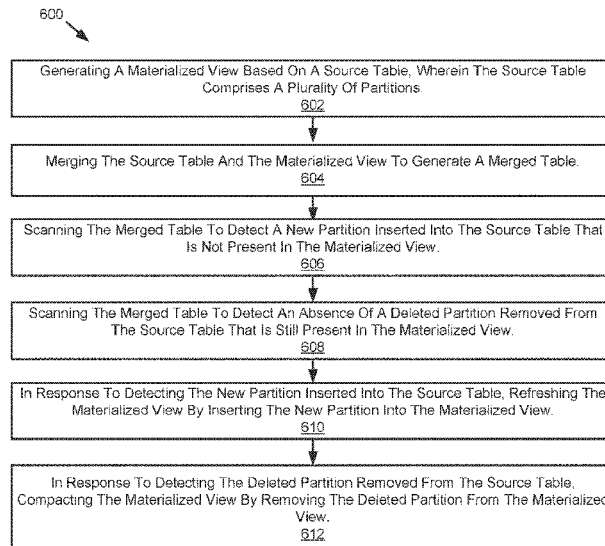 600
Generating A Materialized View Based On A Source Table, Wherein The Source Table
Comprises A Plurality Of Partitions
602
Merging The Source Table And The Materialized View To Generate A Merged Table.
604
Scanning The Merged Table To Detect A New Partition Inserted Into The Source Table That
Is Not Present In The Materialized View.
606
Scanning The Merged Table To Detect An Absence Of A Deleted Partition Removed From
The Source Table That Is Still Present In The Materialized View.
608
In Response To Detecting The New Partition Inserted Into The Source Table, Refreshing The
Materialized View By Inserting The New Partition Into The Materialized View.
610
In Response To Detecting The Deleted Partition Removed From The Source Table,
Compacting The Materialized View By Removing The Deleted Partition From The Materialized
View.
612